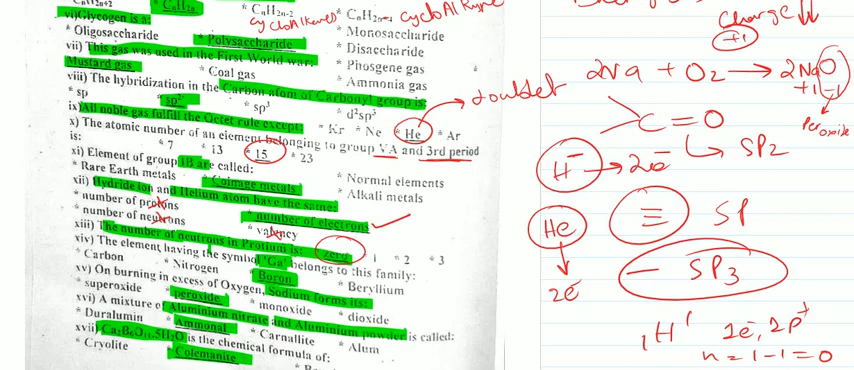 CnH2n+2 * CnH2n * CnH2n-2 * CnH2n-4
cycloAlkanes cycloAlkyne
vi)Glycogen is a:
* Oligosaccharide * Polysaccharide * Monosaccharide
* Disaccharide
vii) This gas was used in the First World war:
Mustard gas * Coal gas * Phosgene gas
* Ammonia gas
viii) The hybridization in the Carbon atom of Carbonyl group is:
* sp * sp2 * sp3 * d2sp3
ix)All noble gas fulfill the Octet rule except: * Kr * Ne * He * Ar
x) The atomic number of an element belonging to group VA and 3rd period
is: * 7 * 13 * 15 * 23
xi) Element of group 1B are called:
* Rare Earth metals * Coinage metals * Normal elements
* Alkali metals
xii) Hydride ion and Helium atom have the same:
* number of protons * number of electrons
* number of neutrons * valency
xiii) The number of neutrons in Protium is: * zero 1 * 2 * 3
xiv) The element having the symbol 'Ga' belongs to this family:
* Carbon * Nitrogen * Boron * Beryllium
xv) On burning in excess of Oxygen, Sodium forms its:
* superoxide * peroxide * monoxide * dioxide
xvi) A mixture of Aluminium nitrate and Aluminium powder is called:
* Duralumin * Ammonal * Carnallite * Alum
xvii) Ca2B6O11.5H2O is the chemical formula of:
* Cryolite * Colemanite
charge ↓↓
+1
2Na + O2 → 2NaO
+1 -1
Peroxide
doublet
C = O
SP2
H- → 2e-
≡ SP
He
↓
2e-
— SP3
1H1 1e-, 2p+
n = 1-1 = 0